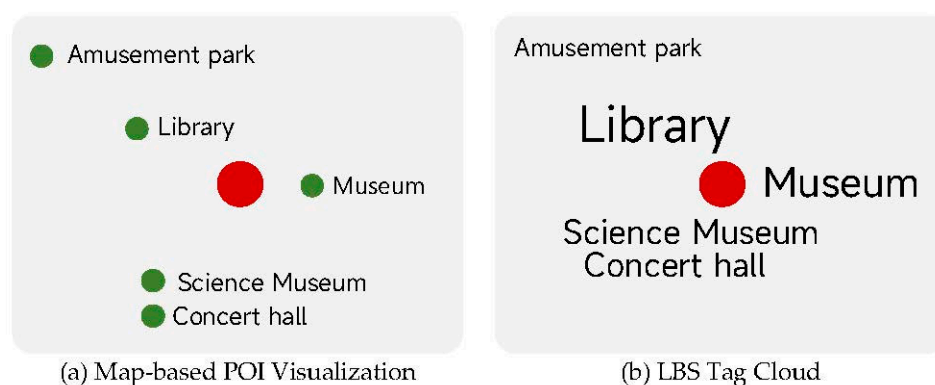 Amusement park
Library
Museum
Science Museum
Concert hall
(a) Map-based POI Visualization
Amusement park
Library
Museum
Science Museum
Concert hall
(b) LBS Tag Cloud